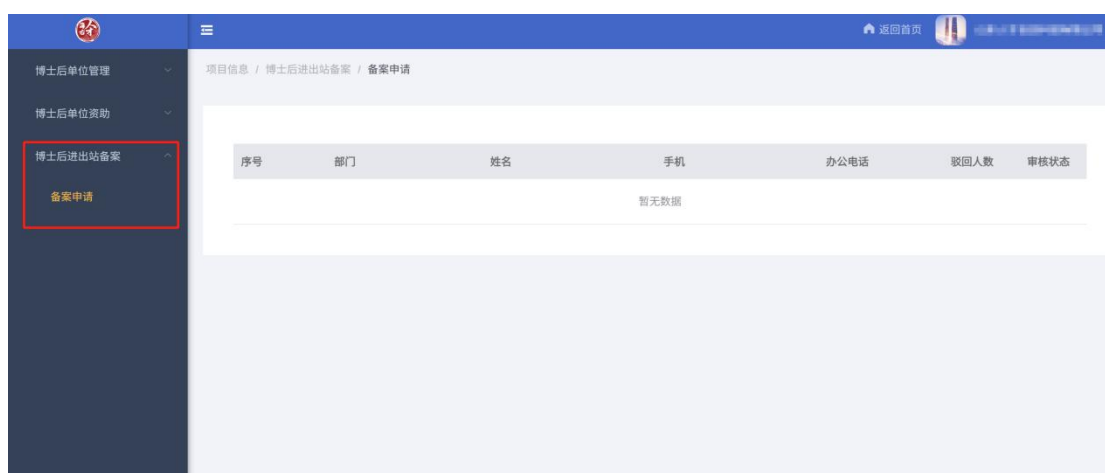 返回首页
博士后单位管理
项目信息 / 博士后进出站备案 / 备案申请
博士后单位资助
博士后进出站备案
序号 部门 姓名 手机 办公电话 驳回人数 审核状态
备案申请
暂无数据